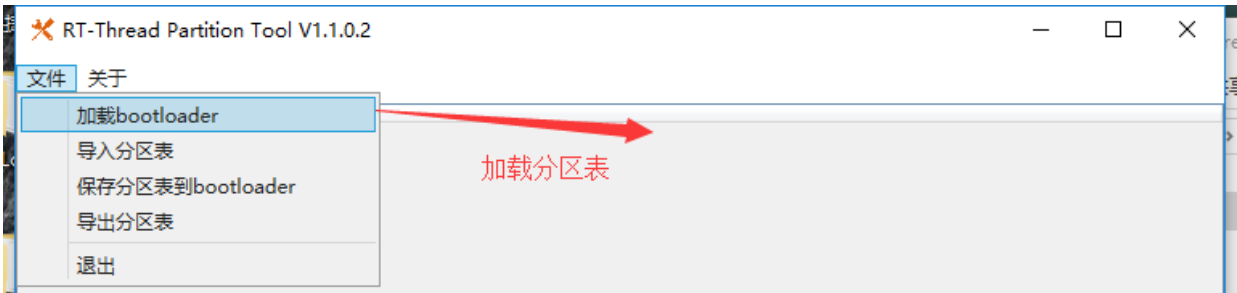 RT-Thread Partition Tool V1.1.0.2
文件 关于
加载bootloader
导入分区表
加载分区表
保存分区表到bootloader
导出分区表
退出